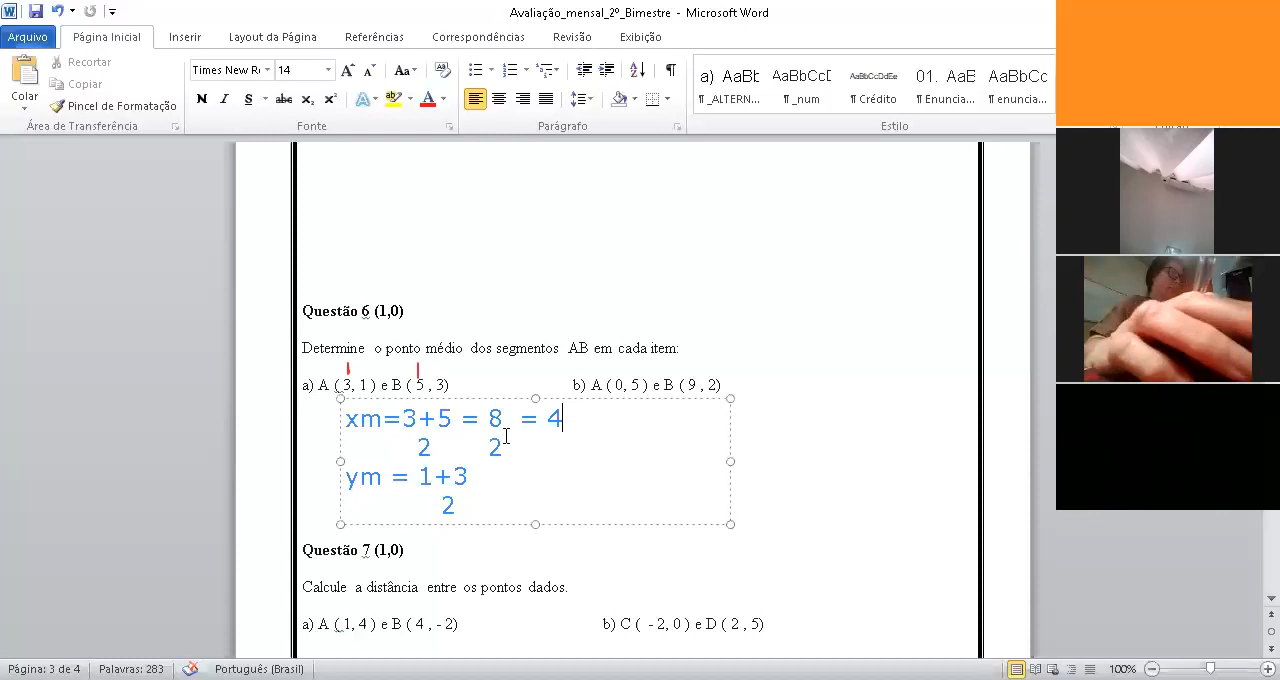 Avaliação_mensal_2º_Bimestre - Microsoft Word
Arquivo Página Inicial Inserir Layout da Página Referências Correspondências Revisão Exibição
Colar
Recortar
Copiar
Pincel de Formatação
Área de Transferência
Times New R 14
N I S abc x₂ x²
Fonte
Parágrafo
a) AaBb AaBbCcD AaBbCcDdEe 01. AaE AaBbCc
¶ _ALTERN... ¶ _num ¶ Crédito ¶ Enuncia... ¶ enuncia...
Estilo
Questão 6 (1,0)
Determine o ponto médio dos segmentos AB em cada item:
a) A ( 3, 1 ) e B ( 5 , 3) b) A ( 0, 5 ) e B ( 9 , 2)
xm=3+5 = 8 = 4
2 2
ym = 1+3
2
Questão 7 (1,0)
Calcule a distância entre os pontos dados.
a) A ( 1, 4 ) e B ( 4 , - 2) b) C ( - 2, 0 ) e D ( 2 , 5)
Página: 3 de 4 Palavras: 283 Português (Brasil) 100%